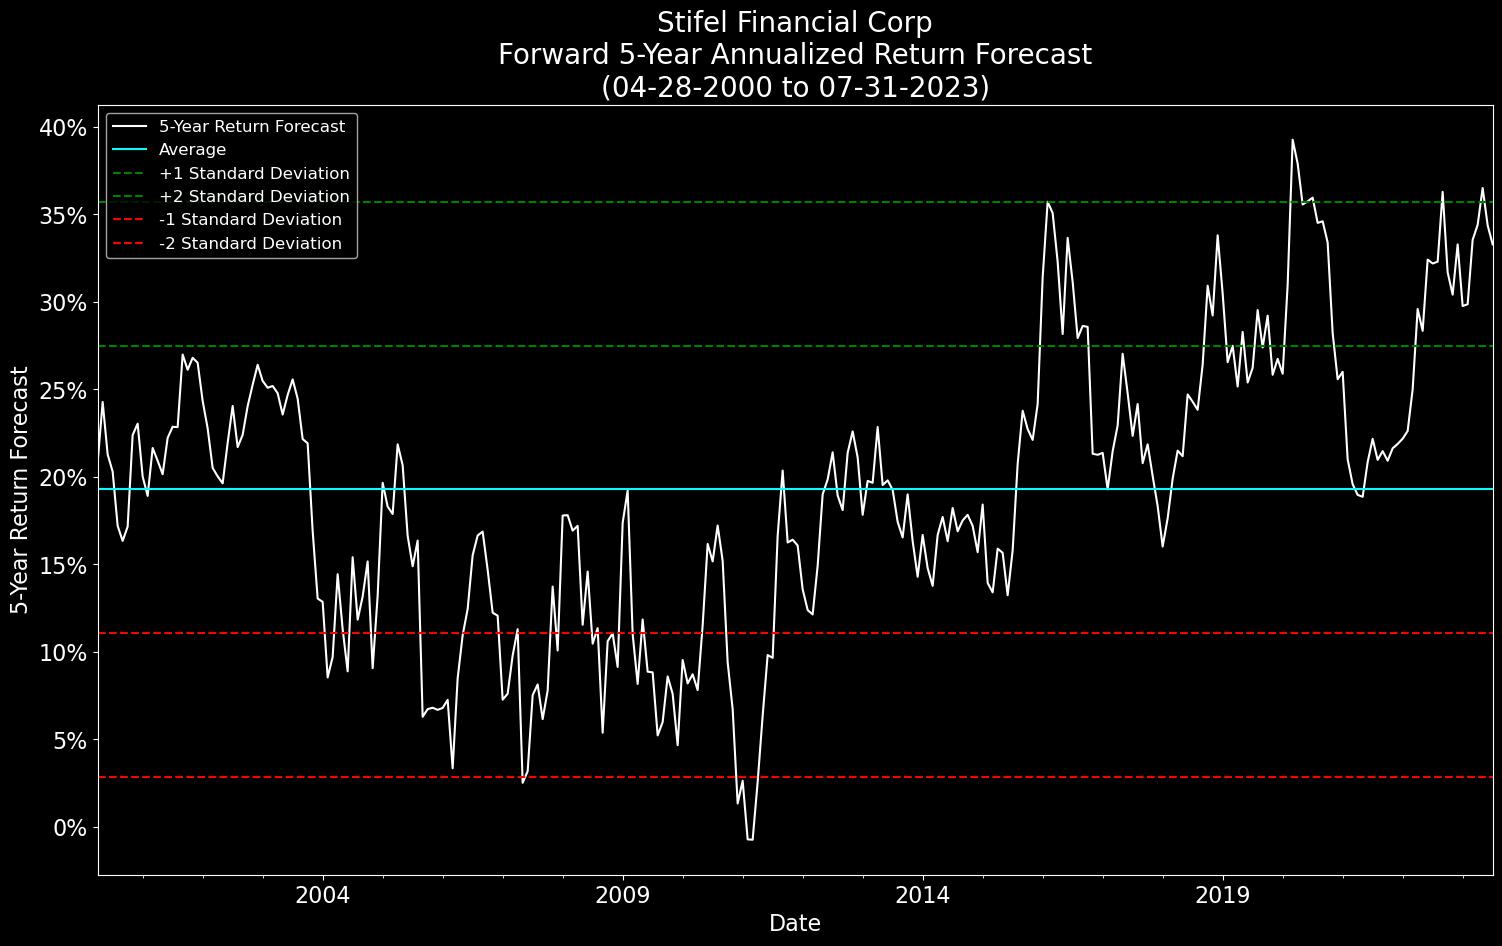 Stifel Financial Corp
Forward 5-Year Annualized Return Forecast
(04-28-2000 to 07-31-2023)
5-Year Return Forecast
Average
+1 Standard Deviation
+2 Standard Deviation
-1 Standard Deviation
-2 Standard Deviation
40%
35%
30%
25%
20%
15%
10%
5%
0%
5-Year Return Forecast
2004
2009
2014
2019
Date